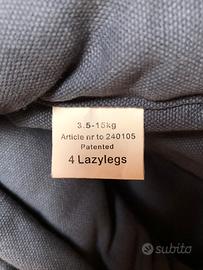 3.5-15kg
Article nr to 240105
Patented
4 Lazylegs
subito